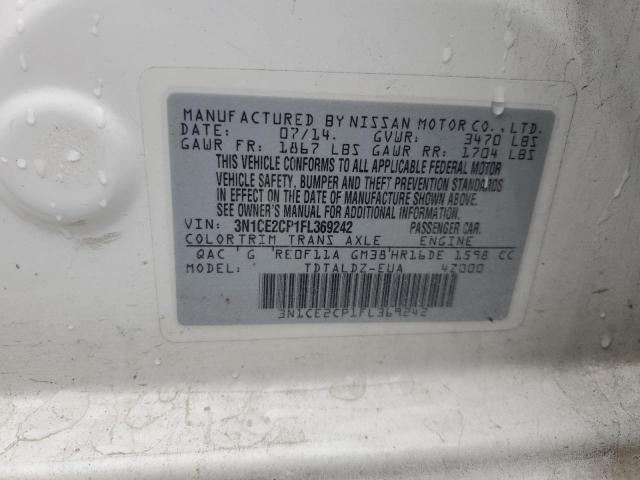 MANUFACTURED BY NISSAN MOTOR CO., LTD.
DATE: 07/14. GVWR: 3470 LBS
GAWR FR: 1867 LBS GAWR RR: 1704 LBS
THIS VEHICLE CONFORMS TO ALL APPLICABLE FEDERAL MOTOR
VEHICLE SAFETY, BUMPER AND THEFT PREVENTION STANDARDS
IN EFFECT ON THE DATE OF MANUFACTURE SHOWN ABOVE.
SEE OWNER'S MANUAL FOR ADDITIONAL INFORMATION.
VIN: 3N1CE2CP1FL369242 PASSENGER CAR.
COLOR TRIM TRANS AXLE ENGINE
QAC G RE0F11A GM38 HR16DE 1598 CC
MODEL: TDTALDZ-EUA 4Z000
3N1CE2CP1FL369242